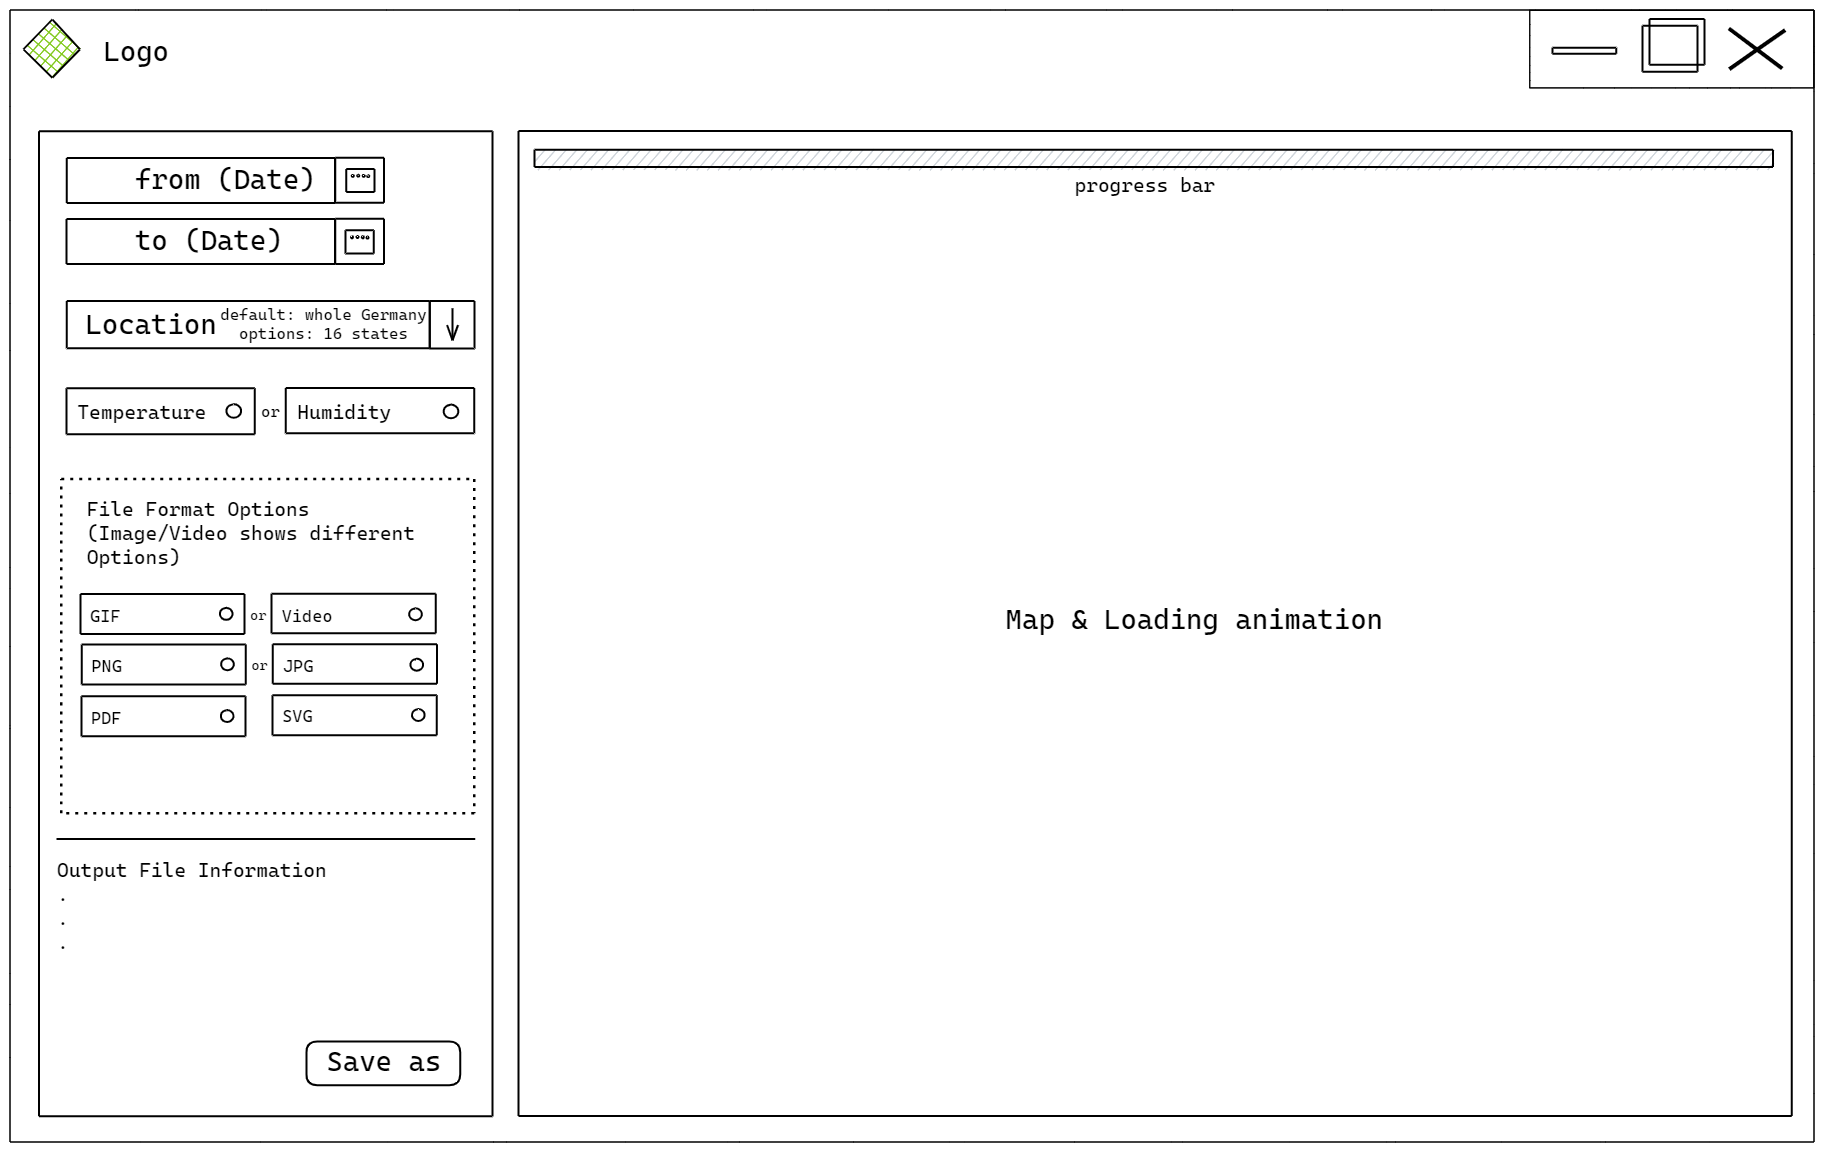 Logo
from (Date)
to (Date)
Location
default: whole Germany
options: 16 states
Temperature or Humidity
File Format Options
(Image/Video shows different
Options)
GIF or Video
PNG or JPG
PDF SVG
Output File Information
.
.
.
Save as
progress bar
Map & Loading animation